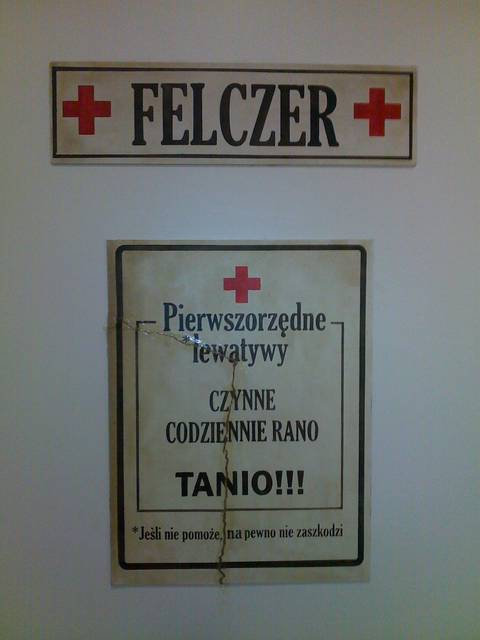 FELCZER
Pierwszorzędne
*lewatywy
CZYNNE
CODZIENNIE RANO
TANIO!!!
*Jeśli nie pomoże, na pewno nie zaszkodzi